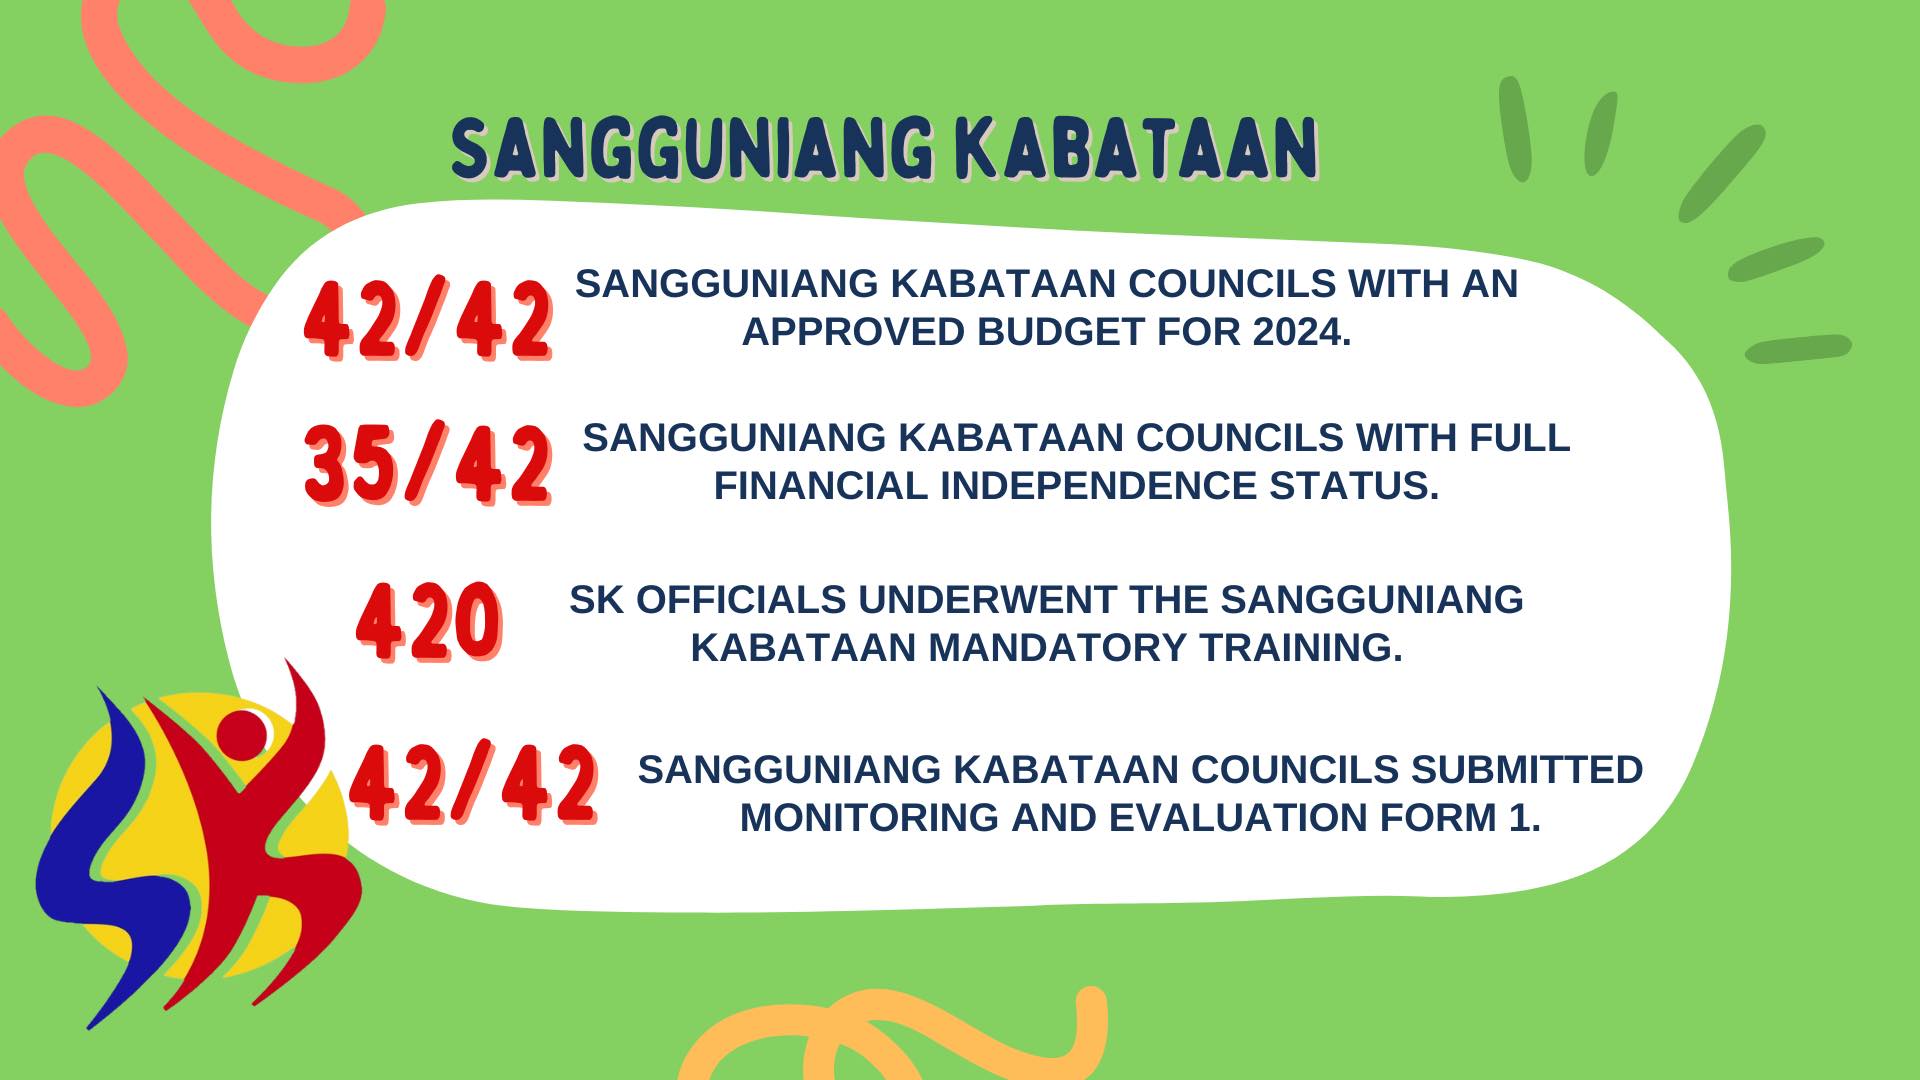 SANGGUNIANG KABATAAN
42/42 SANGGUNIANG KABATAAN COUNCILS WITH AN
APPROVED BUDGET FOR 2024.
35/42 SANGGUNIANG KABATAAN COUNCILS WITH FULL
FINANCIAL INDEPENDENCE STATUS.
420 SK OFFICIALS UNDERWENT THE SANGGUNIANG
KABATAAN MANDATORY TRAINING.
42/42 SANGGUNIANG KABATAAN COUNCILS SUBMITTED
MONITORING AND EVALUATION FORM 1.